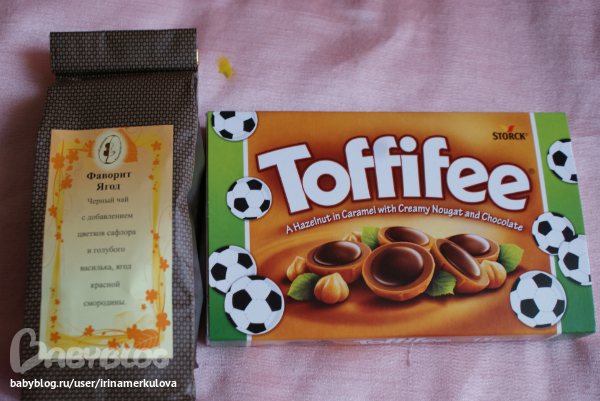 Фаворит
Ягод
Черный чай
с добавлением
цветков сафлора
и голубого
василька, ягод
красной
смородины.
STORCK®
Toffifee®
A Hazelnut in Caramel with Creamy Nougat and Chocolate
BABYBLOG
babyblog.ru/user/irinamerkulova